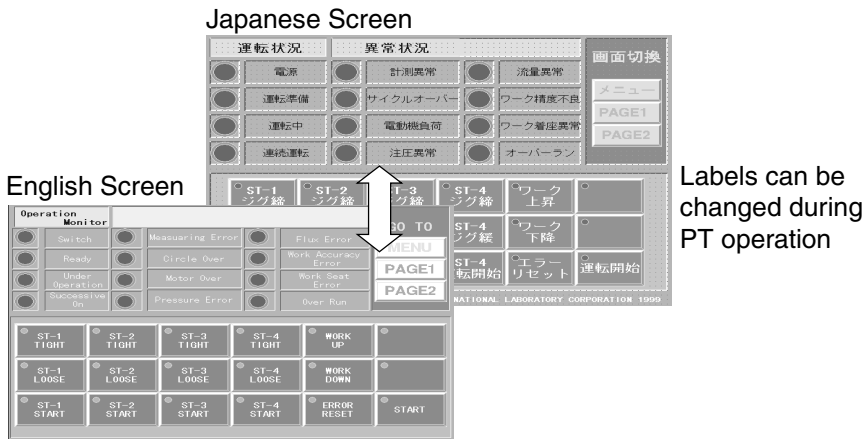 Japanese Screen
運転状況 異常状況 画面切換
電源 計測異常 流量異常
運転準備 サイクルオーバー ワーク精度不良
運転中 電動機負荷 ワーク着座異常
連続運転 注圧異常 オーバーラン
メニュー
PAGE1
PAGE2
ST-1 ST-2 ST-3 ST-4 ワーク
ジグ締 ジグ締 ジグ締 ジグ締 上昇
ST-4 ワーク
ジグ緩 下降
ST-4 エラー
転開始 リセット 運転開始
NATIONAL LABORATORY CORPORATION 1999
Labels can be
changed during
PT operation
English Screen
Operation
Monitor
GO TO
Switch Measuaring Error Flux Error
MENU
Ready Circle Over Work Accuracy
Error
PAGE1
Under
Operation Motor Over Work Seat
Error
PAGE2
Successive
On Pressure Error Over Run
ST-1 ST-2 ST-3 ST-4 WORK
TIGHT TIGHT TIGHT TIGHT UP
ST-1 ST-2 ST-3 ST-4 WORK
LOOSE LOOSE LOOSE LOOSE DOWN
ST-1 ST-2 ST-3 ST-4 ERROR
START START START START RESET START